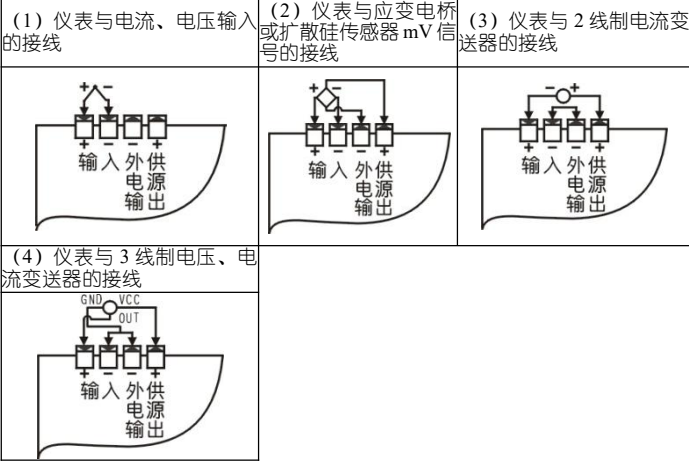 (1) 仪表与电流、电压输入
的接线
(2) 仪表与应变电桥
或扩散硅传感器 mV 信
号的接线
(3) 仪表与 2 线制电流变
送器的接线
+ -
+ - - +
输入 外供
电源
输出
+ -
+ - - +
输入 外供
电源
输出
- +
+ - - +
输入 外供
电源
输出
(4) 仪表与 3 线制电压、电
流变送器的接线
GND VCC
OUT
+ - - +
输入 外供
电源
输出